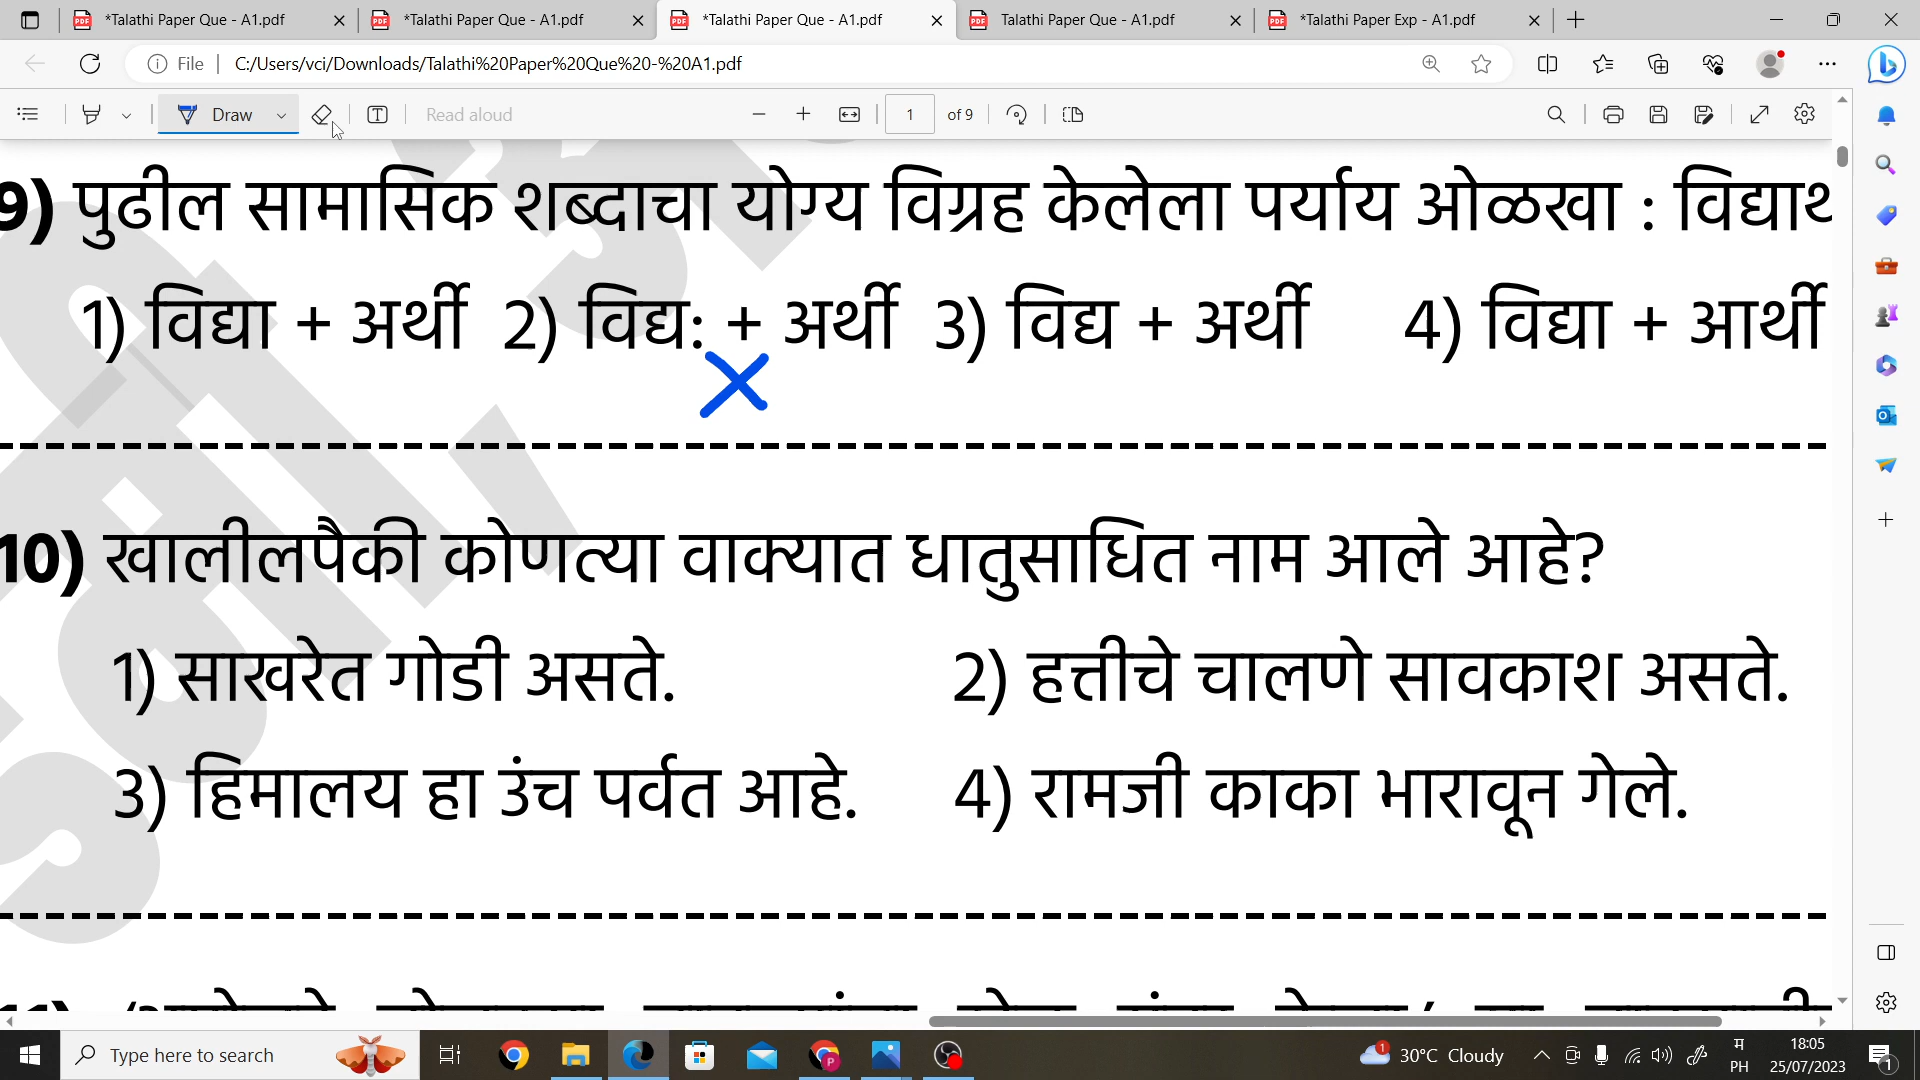 *Talathi Paper Que - A1.pdf *Talathi Paper Que - A1.pdf *Talathi Paper Que - A1.pdf Talathi Paper Que - A1.pdf *Talathi Paper Exp - A1.pdf
File C:/Users/vci/Downloads/Talathi%20Paper%20Que%20-%20A1.pdf
Draw Read aloud 1 of 9
9) पुढील सामासिक शब्दाचा योग्य विग्रह केलेला पर्याय ओळखा :
1) विद्या + अर्थी 2) विद्य: + अर्थी 3) विद्य + अर्थी 4) विद्या + आर्थी
10) खालीलपैकी कोणत्या वाक्यात धातुसाधित नाम आले आहे?
1) साखरेत गोडी असते. 2) हत्तीचे चालणे सावकाश असते.
3) हिमालय हा उंच पर्वत आहे. 4) रामजी काका भारावून गेले.
Type here to search 1 30°C Cloudy म PH 18:05 25/07/2023 1